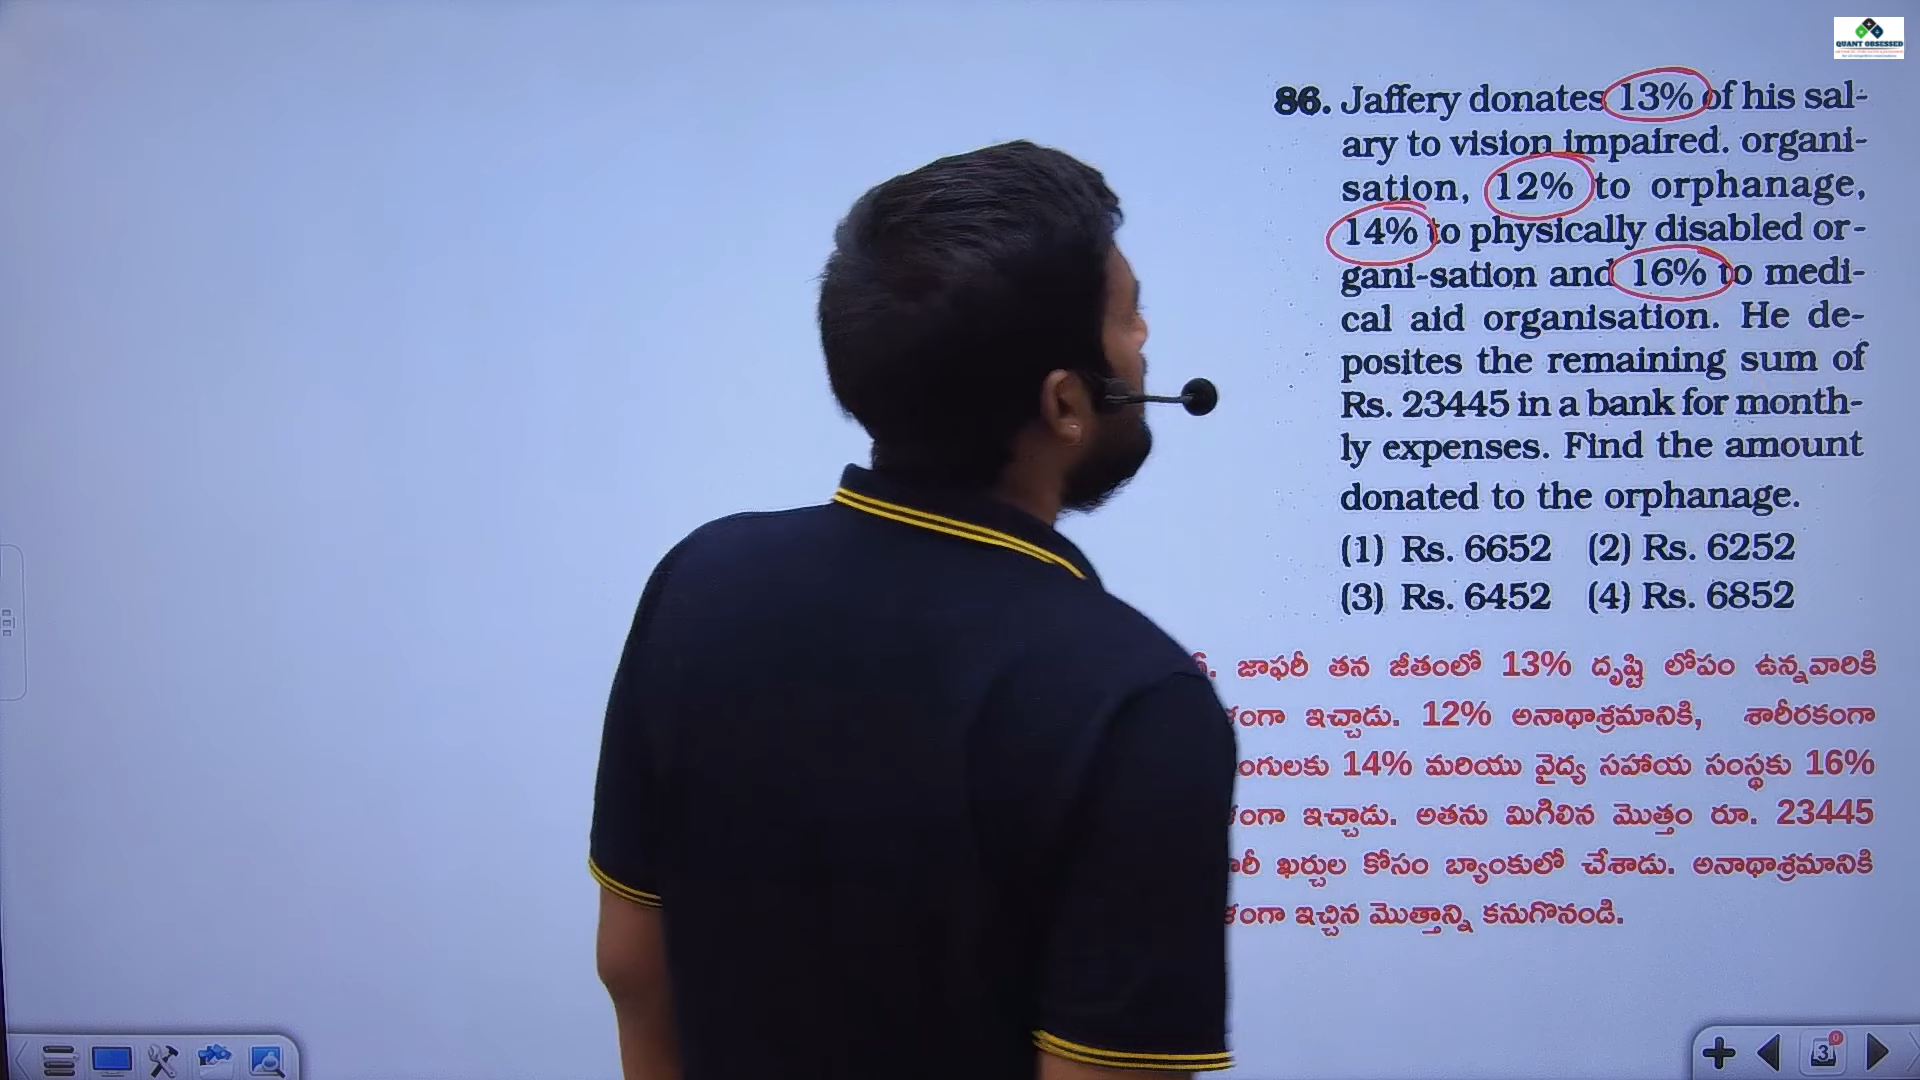 QUANT OBSESSED
86. Jaffery donates 13% of his sal-
ary to vision impaired. organi-
sation, 12% to orphanage,
14% to physically disabled or-
gani-sation and 16% to medi-
cal aid organisation. He de-
posites the remaining sum of
Rs. 23445 in a bank for month-
ly expenses. Find the amount
donated to the orphanage.
(1) Rs. 6652 (2) Rs. 6252
(3) Rs. 6452 (4) Rs. 6852
జాఫరీ తన జీతంలో 13% దృష్టి లోపం ఉన్నవారికి
ఇచ్చాడు. 12% అనాథాశ్రమానికి, శారీరకంగా
14% మరియు వైద్య సహాయ సంస్థకు 16%
ఇచ్చాడు. అతను మిగిలిన మొత్తం రూ. 23445
ఖర్చుల కోసం బ్యాంకులో చేశాడు. అనాథాశ్రమానికి
ఇచ్చిన మొత్తాన్ని కనుగొనండి.
3